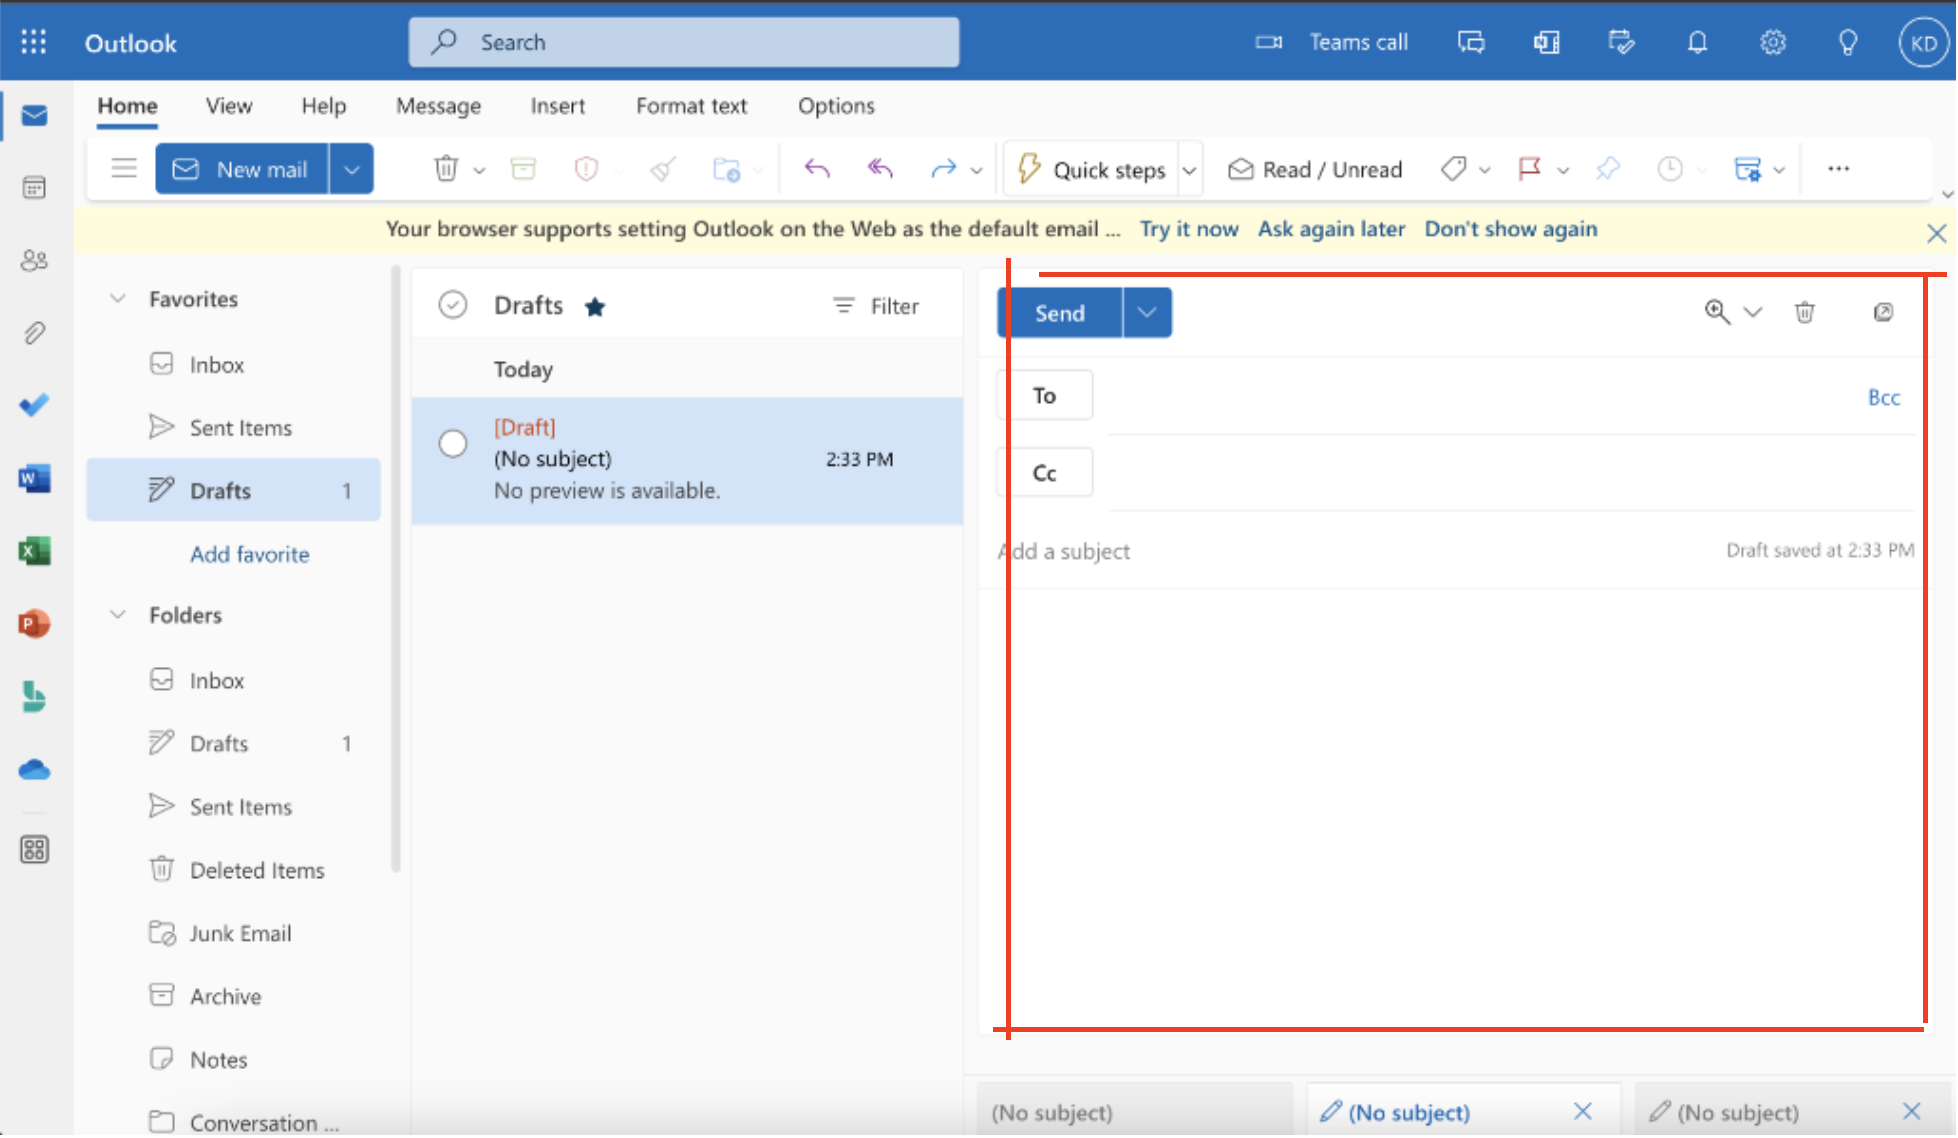 Outlook
Search
Teams call
KD
Home View Help Message Insert Format text Options
New mail
Quick steps
Read / Unread
Your browser supports setting Outlook on the Web as the default email ... Try it now Ask again later Don't show again
Favorites
Inbox
Sent Items
Drafts 1
Add favorite
Folders
Inbox
Drafts 1
Sent Items
Deleted Items
Junk Email
Archive
Notes
Conversation ...
W
X
P
Drafts
Filter
Today
[Draft]
(No subject) 2:33 PM
No preview is available.
Send
To
Bcc
Cc
Add a subject
Draft saved at 2:33 PM
(No subject)
(No subject)
(No subject)